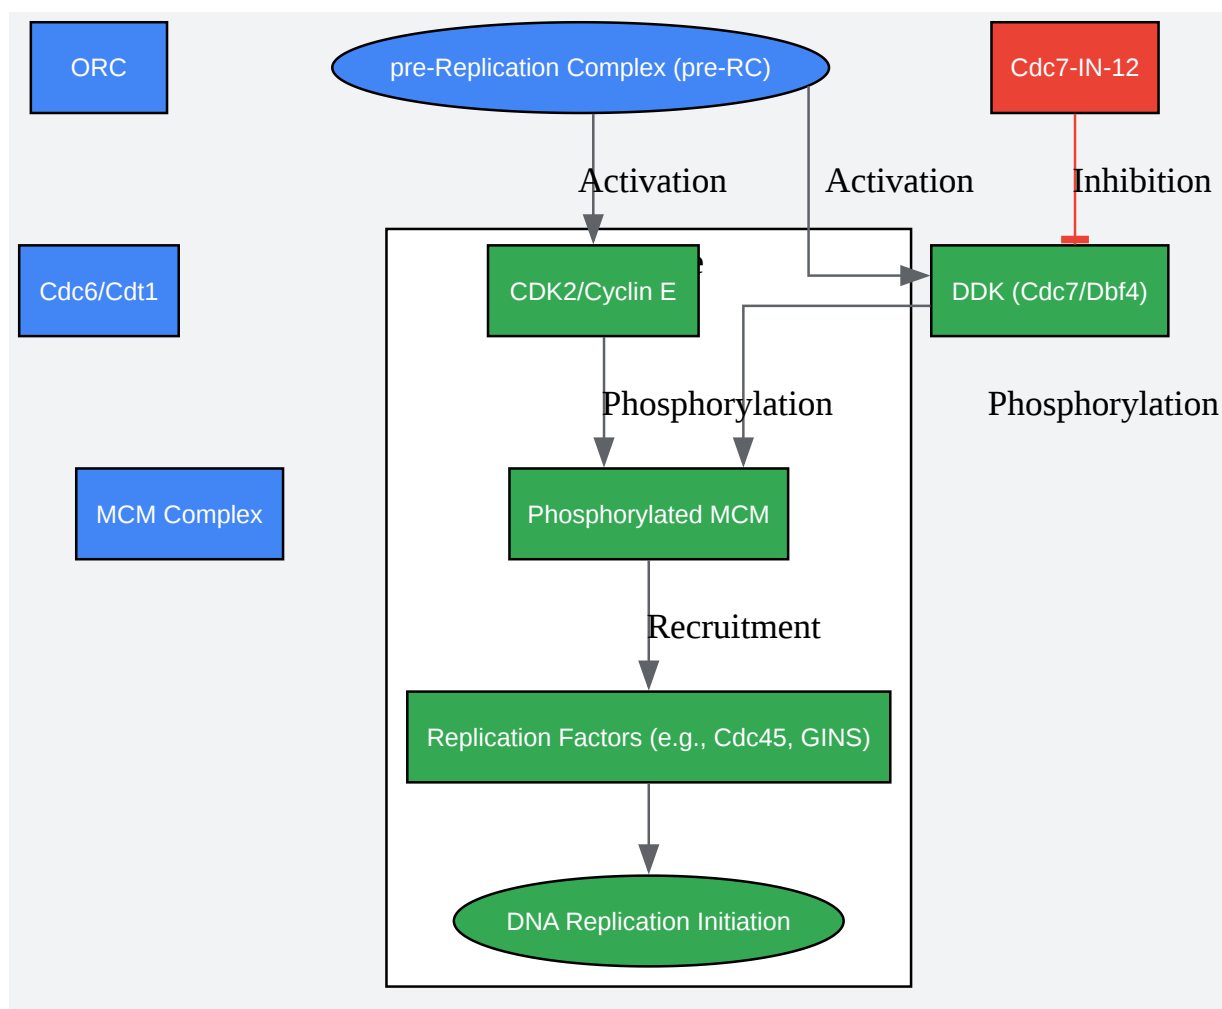 ORC
pre-Replication Complex (pre-RC)
Cdc7-IN-12
Activation
Activation
Inhibition
Cdc6/Cdt1
CDK2/Cyclin E
DDK (Cdc7/Dbf4)
Phosphorylation
Phosphorylation
MCM Complex
Phosphorylated MCM
Recruitment
Replication Factors (e.g., Cdc45, GINS)
DNA Replication Initiation